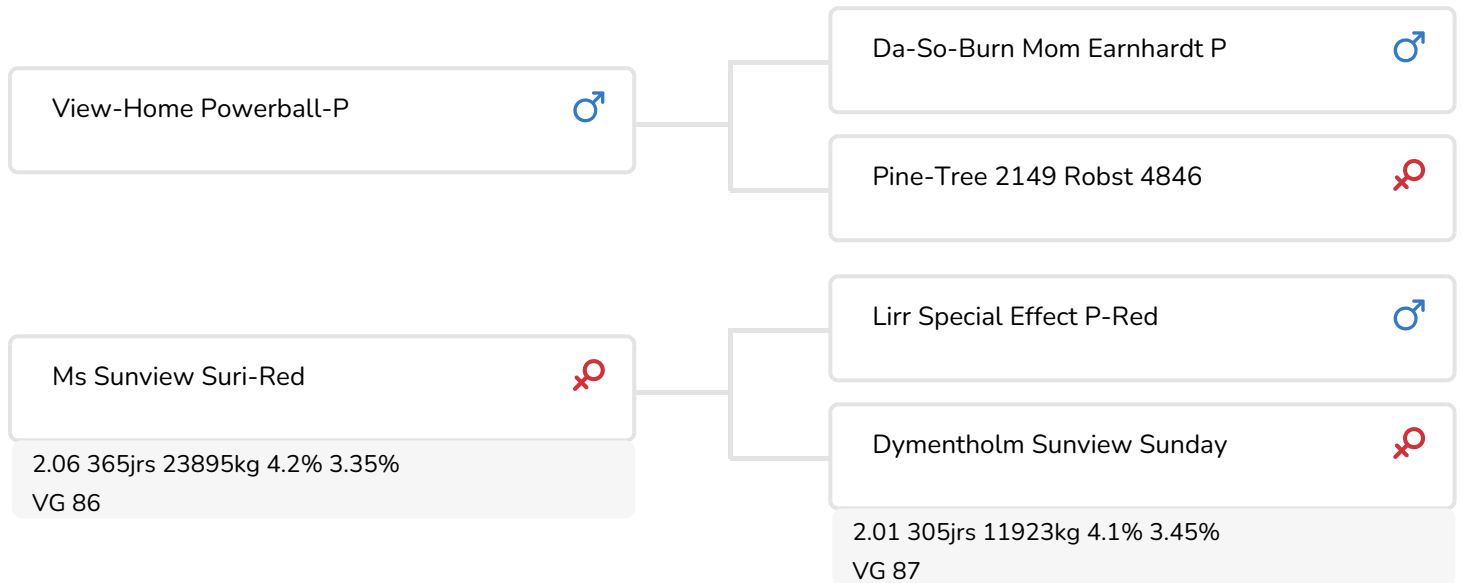 View-Home Powerball-P
Da-So-Burn Mom Earnhardt P
Pine-Tree 2149 Robst 4846
Ms Sunview Suri-Red
2.06 365jrs 23895kg 4.2% 3.35%
VG 86
Lirr Special Effect P-Red
Dymentholm Sunview Sunday
2.01 305jrs 11923kg 4.1% 3.45%
VG 87